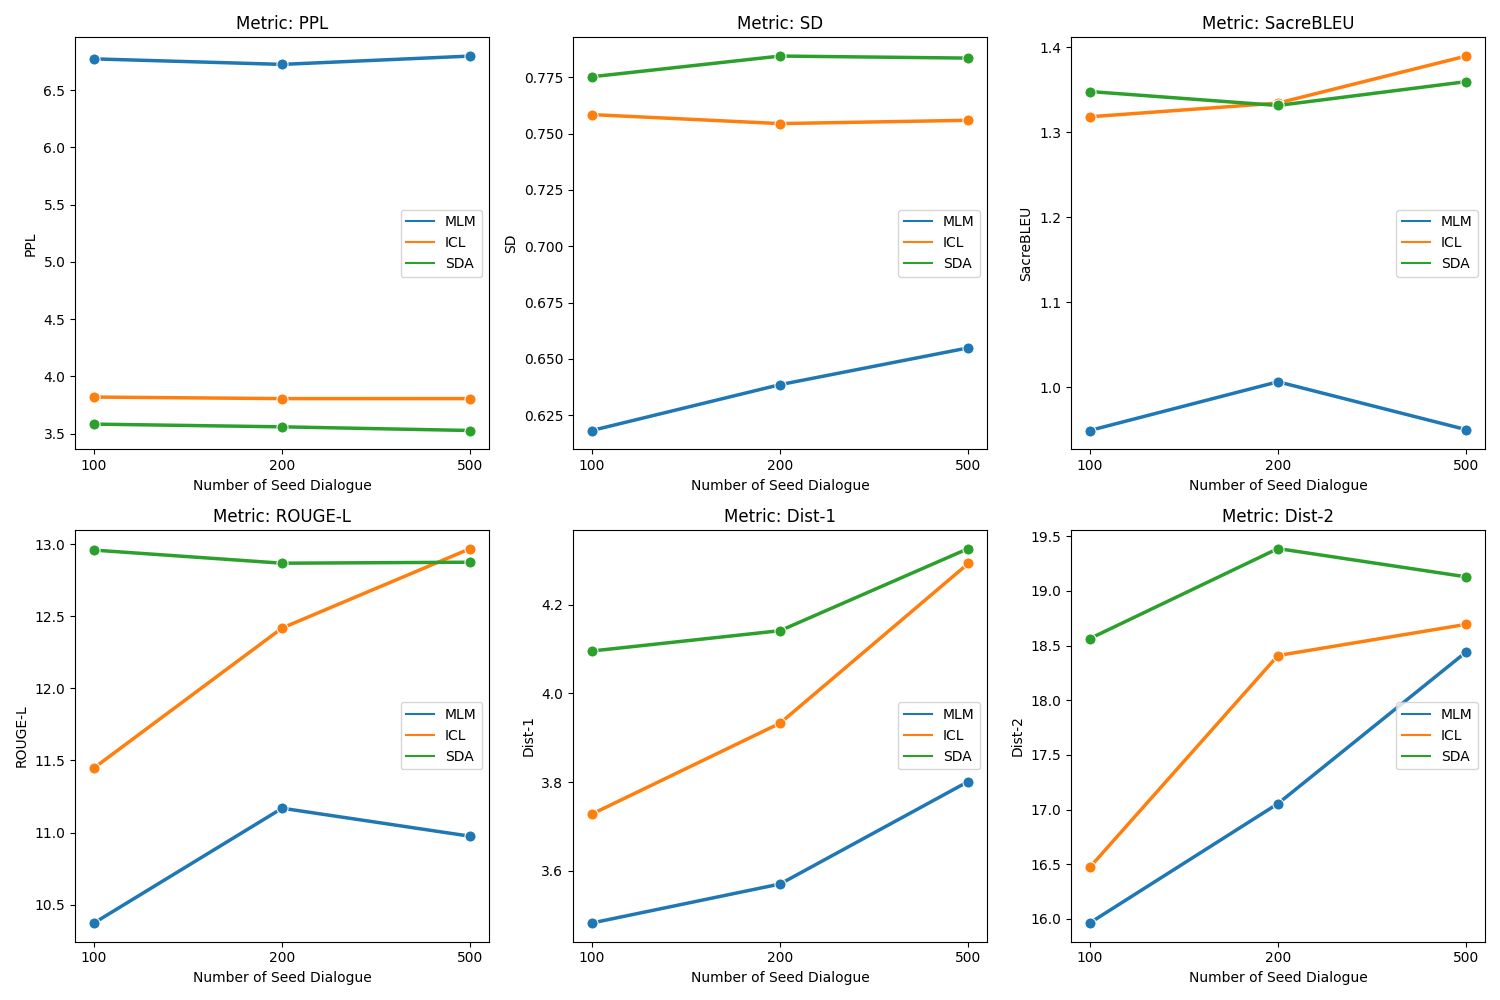 Metric: PPL
6.5
6.0
5.5
5.0
4.5
4.0
3.5
PPL
MLM
ICL
SDA
100
200
500
Number of Seed Dialogue
Metric: SD
0.775
0.750
0.725
0.700
0.675
0.650
0.625
SD
MLM
ICL
SDA
100
200
500
Number of Seed Dialogue
Metric: SacreBLEU
1.4
1.3
1.2
1.1
1.0
SacreBLEU
MLM
ICL
SDA
100
200
500
Number of Seed Dialogue
Metric: ROUGE-L
13.0
12.5
12.0
11.5
11.0
10.5
ROUGE-L
MLM
ICL
SDA
100
200
500
Number of Seed Dialogue
Metric: Dist-1
4.2
4.0
3.8
3.6
Dist-1
MLM
ICL
SDA
100
200
500
Number of Seed Dialogue
Metric: Dist-2
19.5
19.0
18.5
18.0
17.5
17.0
16.5
16.0
Dist-2
MLM
ICL
SDA
100
200
500
Number of Seed Dialogue